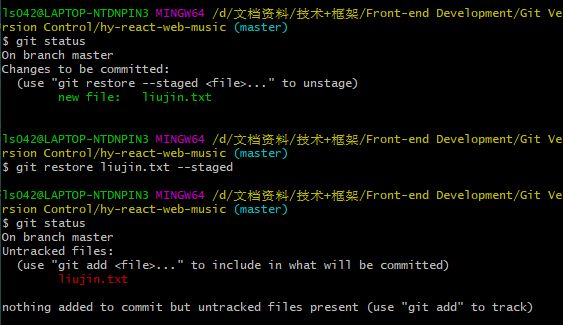 ls042@LAPTOP-NTDNPIN3 MINGW64 /d/文档资料/技术+框架/Front-end Development/Git Ve
rsion Control/hy-react-web-music (master)
$ git status
On branch master
Changes to be committed:
  (use "git restore --staged <file>..." to unstage)
        new file:   liujin.txt

ls042@LAPTOP-NTDNPIN3 MINGW64 /d/文档资料/技术+框架/Front-end Development/Git Ve
rsion Control/hy-react-web-music (master)
$ git restore liujin.txt --staged

ls042@LAPTOP-NTDNPIN3 MINGW64 /d/文档资料/技术+框架/Front-end Development/Git Ve
rsion Control/hy-react-web-music (master)
$ git status
On branch master
Untracked files:
  (use "git add <file>..." to include in what will be committed)
        liujin.txt

nothing added to commit but untracked files present (use "git add" to track)